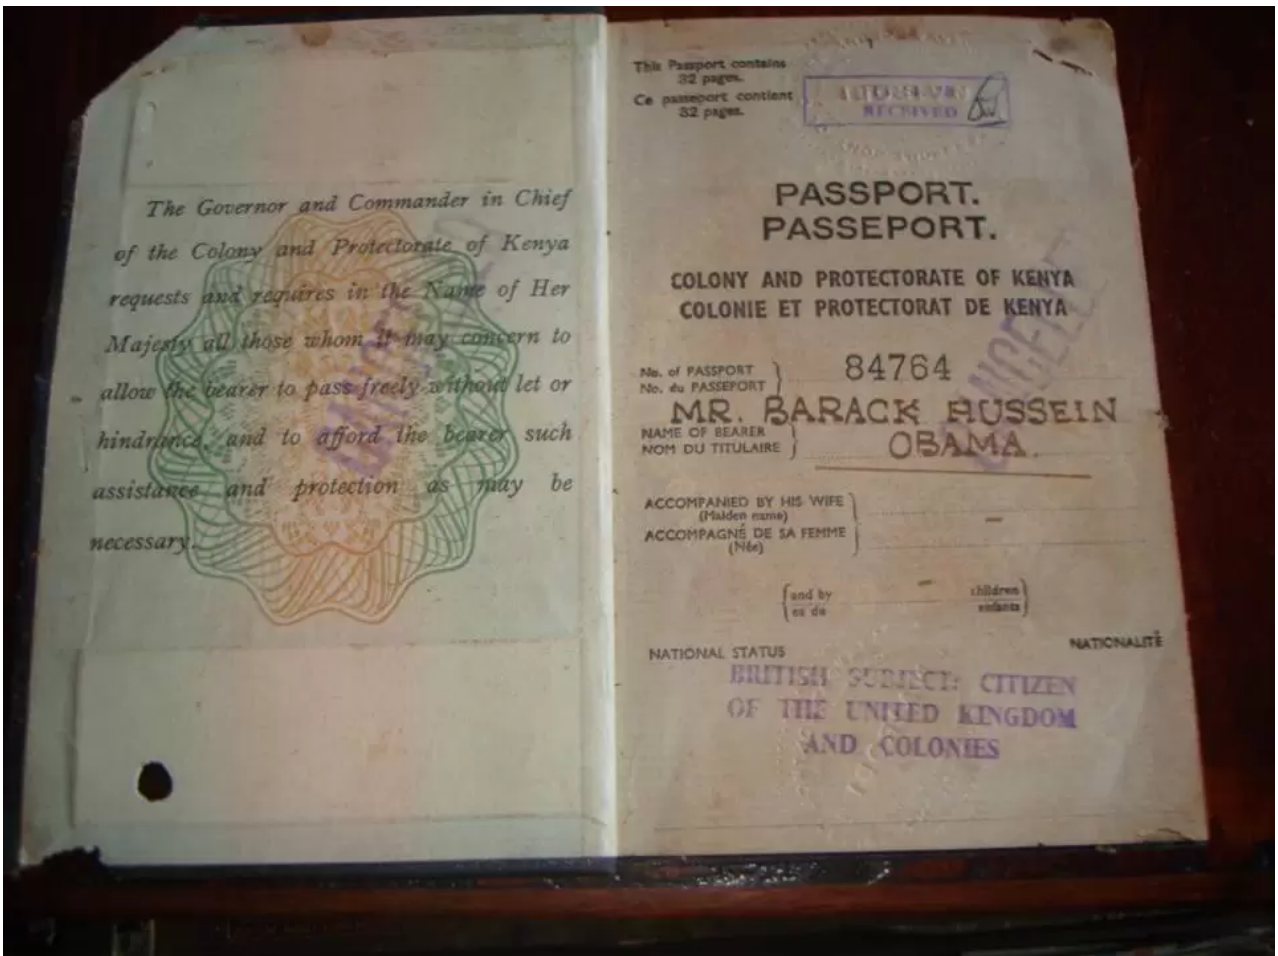 The Governor and Commander in Chief
of the Colony and Protectorate of Kenya
requests and requires in the Name of Her
Majesty all those whom it may concern to
allow the bearer to pass freely without let or
hindrance, and to afford the bearer such
assistance and protection as may be
necessary.
This Passport contains
32 pages.
Ce passeport contient
32 pages.
RECEIVED
PASSPORT.
PASSEPORT.
COLONY AND PROTECTORATE OF KENYA
COLONIE ET PROTECTORAT DE KENYA
No. of PASSPORT
No. du PASSEPORT
84764
MR. BARACK HUSSEIN
NAME OF BEARER
NOM DU TITULAIRE
OBAMA.
ACCOMPANIED BY HIS WIFE
(Maiden name)
ACCOMPAGNÉ DE SA FEMME
(Née)
and by
children
et de
enfants
NATIONAL STATUS
NATIONALITÉ
BRITISH SUBJECT: CITIZEN
OF THE UNITED KINGDOM
AND COLONIES
CANCELLED